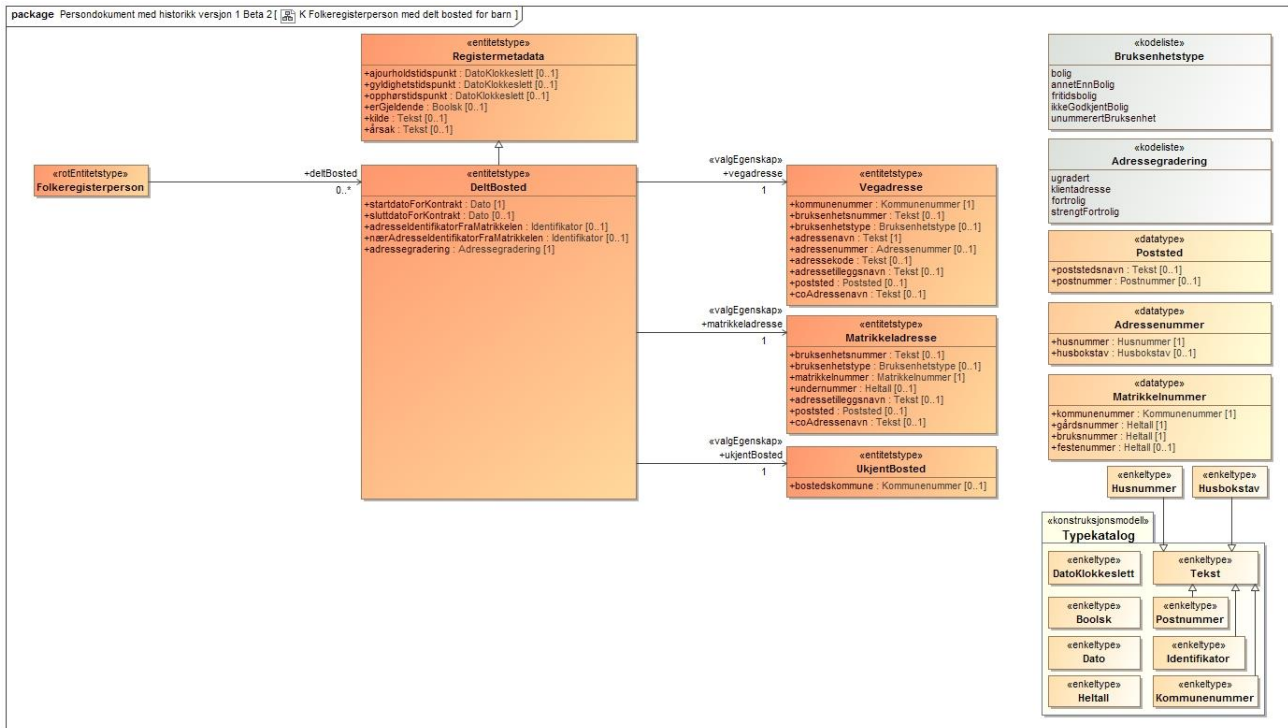 package Persondokument med historikk versjon 1 Beta 2 [ K Folkeregisterperson med delt bosted for barn ]
«entitetstype»
Registermetadata
+ajourholdstidspunkt : DatoKlokkeslett [0..1]
+gyldighetstidspunkt : DatoKlokkeslett [0..1]
+opphørstidspunkt : DatoKlokkeslett [0..1]
+erGjeldende : Boolsk [0..1]
+kilde : Tekst [0..1]
+årsak : Tekst [0..1]
«rotEntitetstype»
Folkeregisterperson
+deltBosted
0..*
«entitetstype»
DeltBosted
+startdatoForKontrakt : Dato [1]
+sluttdatoForKontrakt : Dato [0..1]
+adresseIdentifikatorFraMatrikkelen : Identifikator [0..1]
+nærAdresseIdentifikatorFraMatrikkelen : Identifikator [0..1]
+adressegradering : Adressegradering [1]
«valgEgenskap»
+vegadresse
1
«entitetstype»
Vegadresse
+kommunenummer : Kommunenummer [1]
+bruksenhetsnummer : Tekst [0..1]
+bruksenhetstype : Bruksenhetstype [0..1]
+adressenavn : Tekst [1]
+adressenummer : Adressenummer [0..1]
+adressekode : Tekst [0..1]
+adressetilleggsnavn : Tekst [0..1]
+poststed : Poststed [0..1]
+coAdressenavn : Tekst [0..1]
«valgEgenskap»
+matrikkeladresse
1
«entitetstype»
Matrikkeladresse
+bruksenhetsnummer : Tekst [0..1]
+bruksenhetstype : Bruksenhetstype [0..1]
+matrikkelnummer : Matrikkelnummer [1]
+undernummer : Heltall [0..1]
+adressetilleggsnavn : Tekst [0..1]
+poststed : Poststed [0..1]
+coAdressenavn : Tekst [0..1]
«valgEgenskap»
+ukjentBosted
1
«entitetstype»
UkjentBosted
+bostedskommune : Kommunenummer [0..1]
«kodeliste»
Bruksenhetstype
bolig
annetEnnBolig
fritidsbolig
ikkeGodkjentBolig
unummerertBruksenhet
«kodeliste»
Adressegradering
ugradert
klientadresse
fortrolig
strengtFortrolig
«datatype»
Poststed
+poststedsnavn : Tekst [0..1]
+postnummer : Postnummer [0..1]
«datatype»
Adressenummer
+husnummer : Husnummer [1]
+husbokstav : Husbokstav [0..1]
«datatype»
Matrikkelnummer
+kommunenummer : Kommunenummer [1]
+gårdsnummer : Heltall [1]
+bruksnummer : Heltall [1]
+festenummer : Heltall [0..1]
«enkeltype»
Husnummer
«enkeltype»
Husbokstav
«konstruksjonsmodell»
Typekatalog
«enkeltype»
DatoKlokkeslett
«enkeltype»
Tekst
«enkeltype»
Boolsk
«enkeltype»
Postnummer
«enkeltype»
Dato
«enkeltype»
Identifikator
«enkeltype»
Heltall
«enkeltype»
Kommunenummer